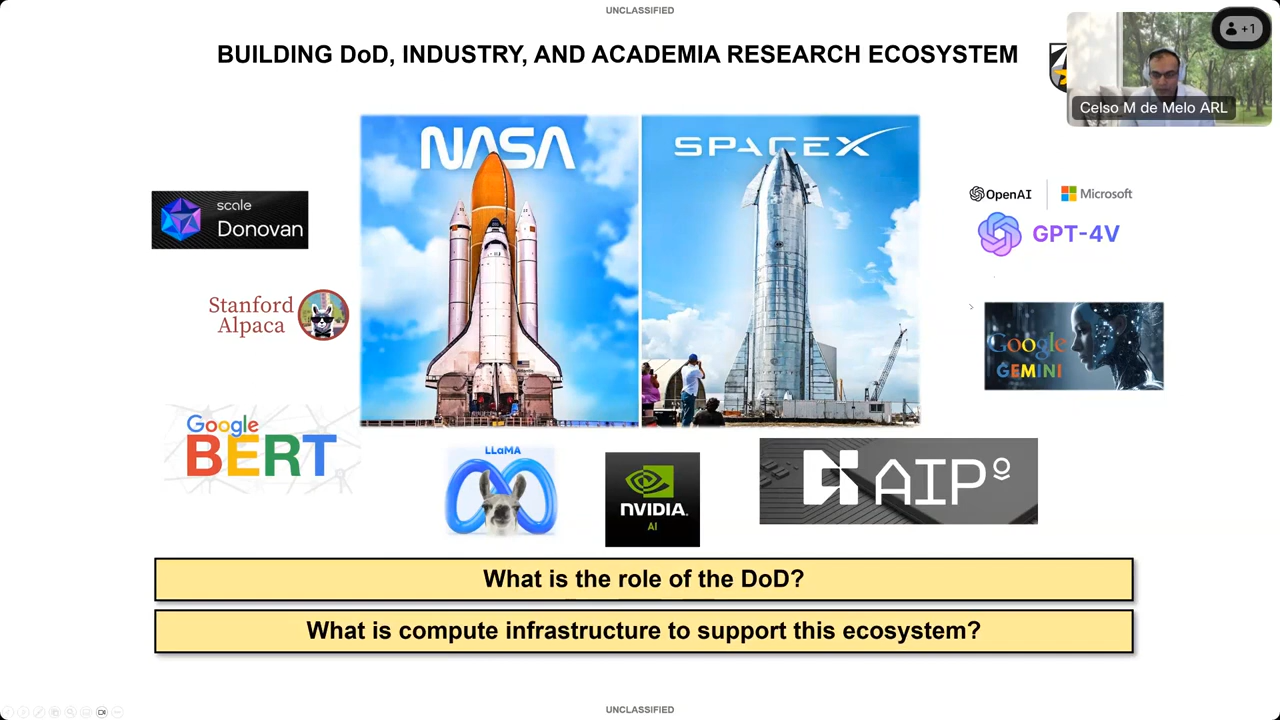 UNCLASSIFIED
BUILDING DoD, INDUSTRY, AND ACADEMIA RESEARCH ECOSYSTEM
+1
Celso M de Melo ARL
NASA
SPACEX
scale
Donovan
OpenAI
Microsoft
GPT-4V
Stanford
Alpaca
Google
GEMINI
Google
BERT
LLaMA
NVIDIA.
AI
AIPº
What is the role of the DoD?
What is compute infrastructure to support this ecosystem?
UNCLASSIFIED